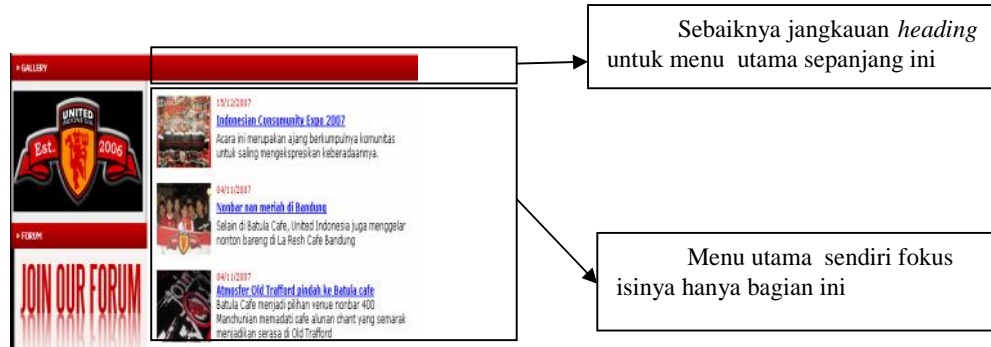 Sebaiknya jangkauan heading
untuk menu utama sepanjang ini
» GALLERY
UNITED
INDONESIA
Est. 2006
» FORUM
JOIN OUR FORUM
15/12/2007
Indonesian Consumunity Expo 2007
Acara ini merupakan ajang berkumpulnya komunitas
untuk saling mengekspresikan keberadaannya.
04/11/2007
Nonbar nan meriah di Bandung
Selain di Batula Cafe, United Indonesia juga menggelar
nonton bareng di La Resh Cafe Bandung
04/11/2007
Atmosfer Old Trafford pindah ke Batula cafe
Batula Cafe menjadi pilihan venue nonbar 400
Manchunian memadati cafe alunan chant yang semarak
menjadikan serasa di Old Trafford
Menu utama sendiri fokus
isinya hanya bagian ini